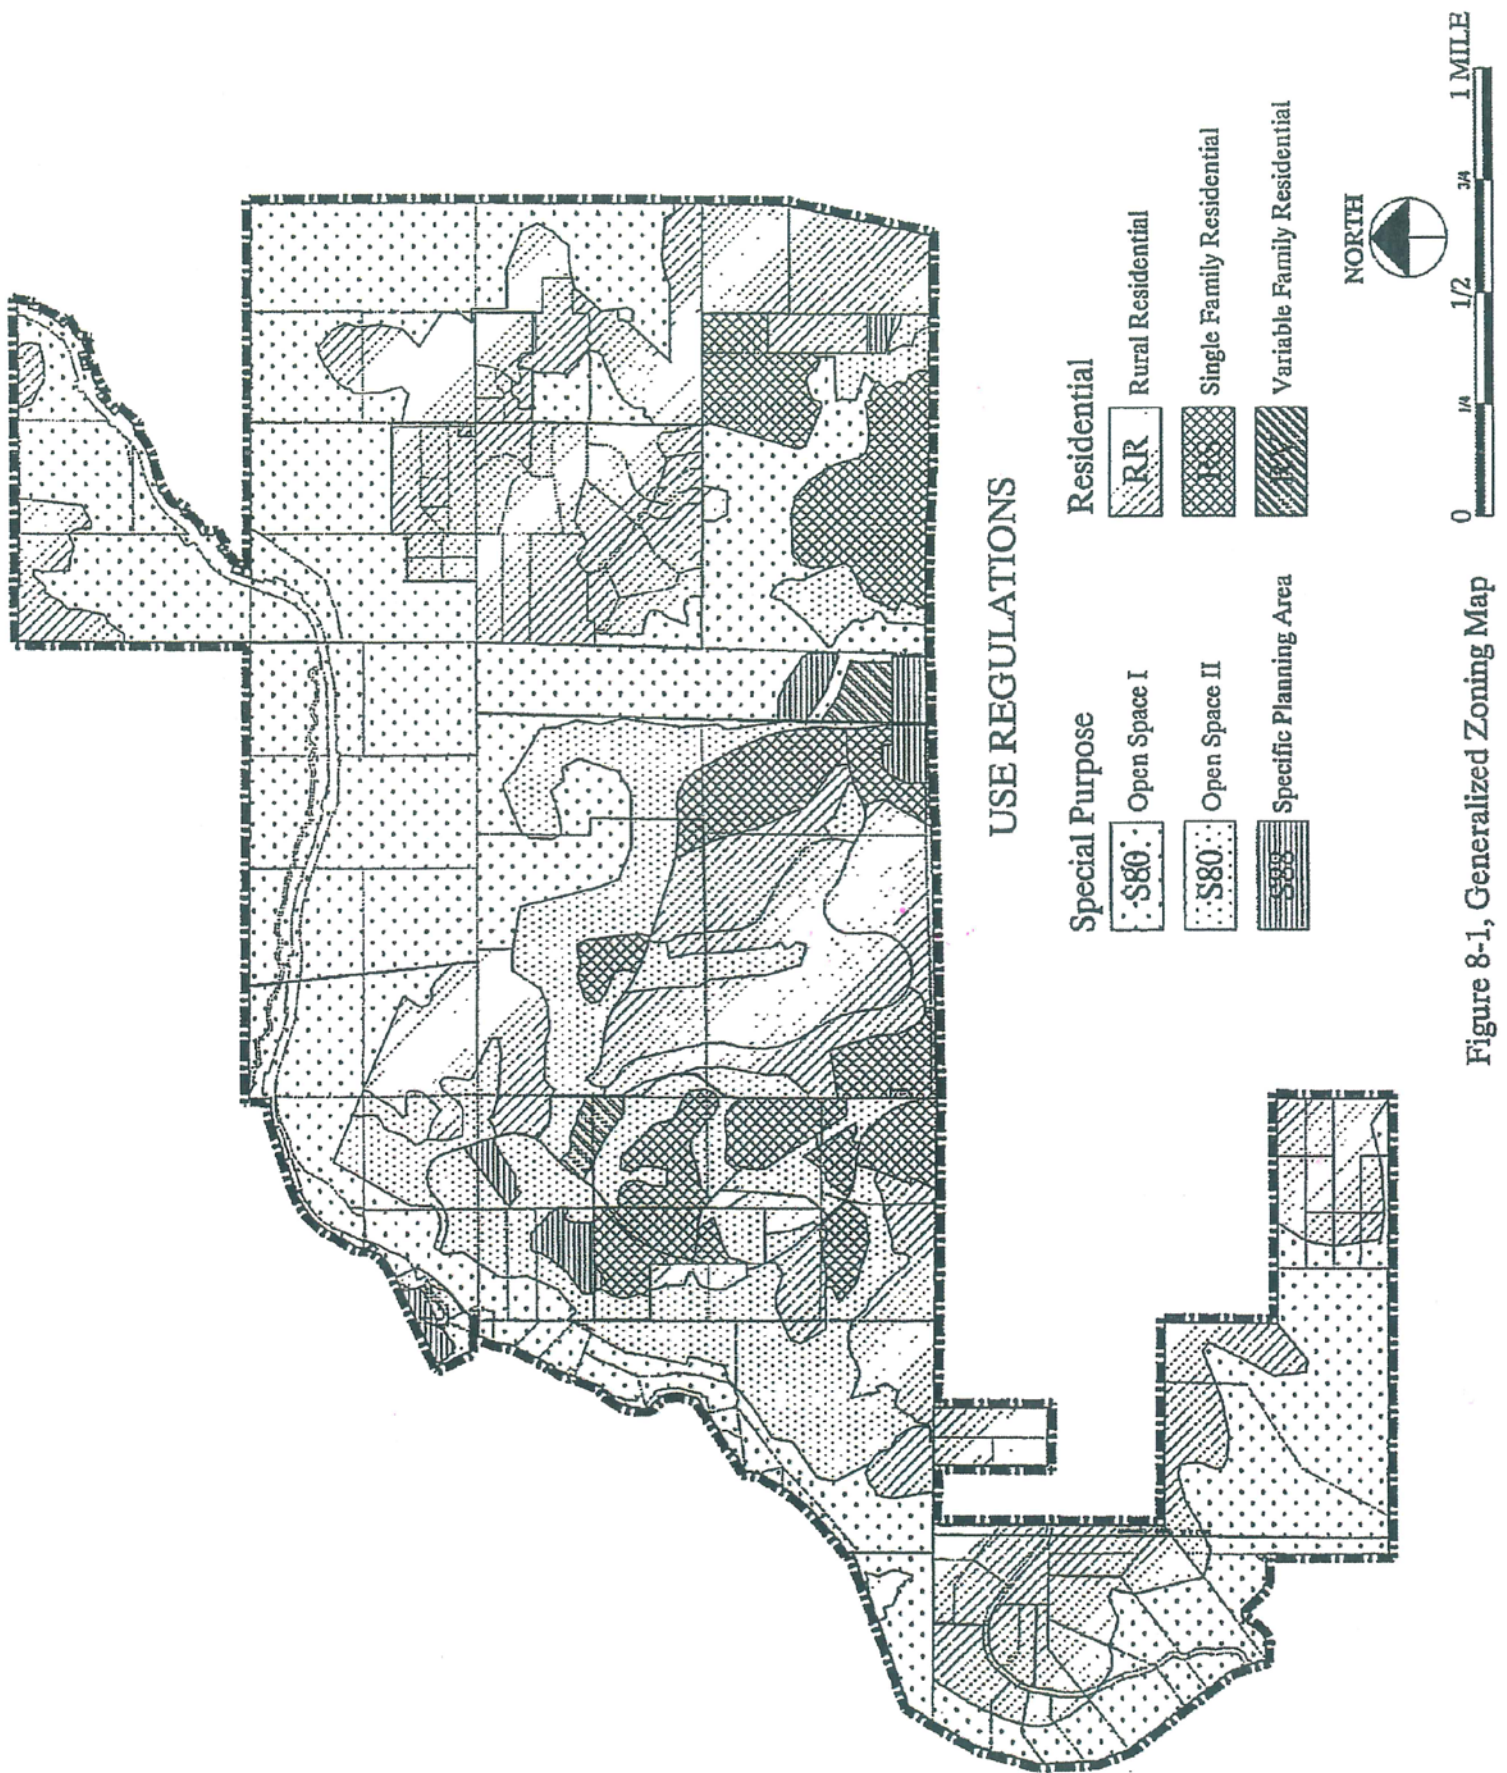 USE REGULATIONS
Special Purpose
S80 Open Space I
S80 Open Space II
S88 Specific Planning Area
Residential
RR Rural Residential
Single Family Residential
Variable Family Residential
NORTH
0 1/4 1/2 3/4 1 MILE
Figure 8-1, Generalized Zoning Map